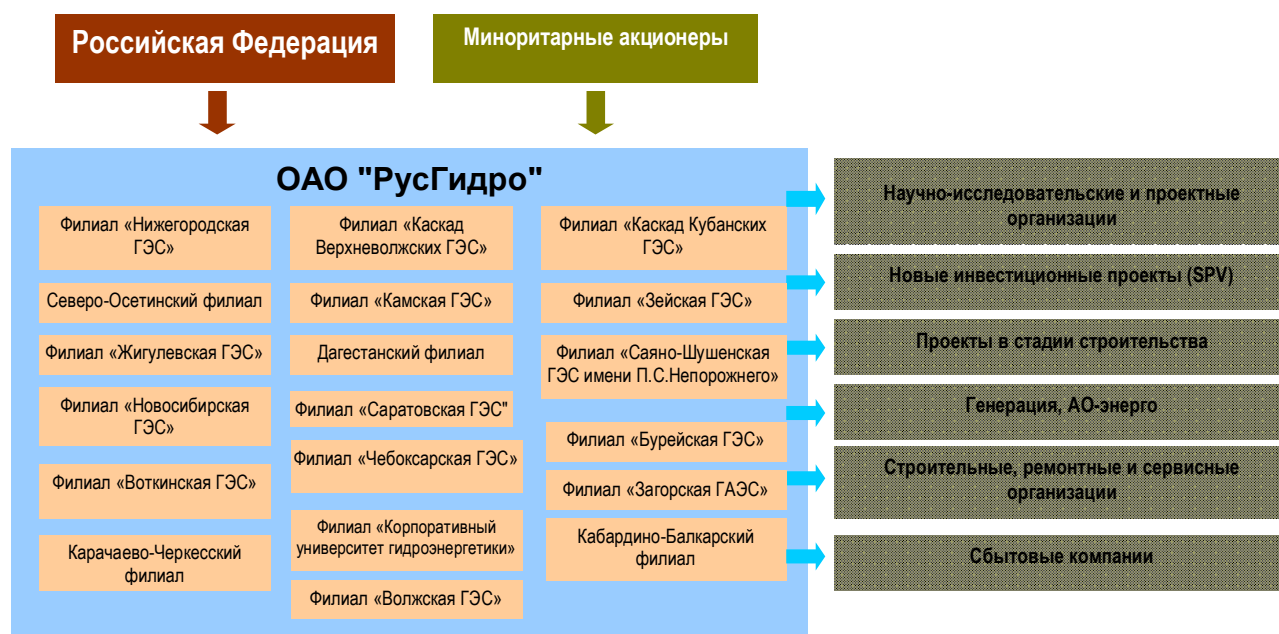 Российская Федерация
Миноритарные акционеры
ОАО "РусГидро"
Филиал «Нижегородская
ГЭС»
Северо-Осетинский филиал
Филиал «Жигулевская ГЭС»
Филиал «Новосибирская
ГЭС»
Филиал «Воткинская ГЭС»
Карачаево-Черкесский
филиал
Филиал «Каскад
Верхневолжских ГЭС»
Филиал «Камская ГЭС»
Дагестанский филиал
Филиал «Саратовская ГЭС"
Филиал «Чебоксарская ГЭС»
Филиал «Корпоративный
университет гидроэнергетики»
Филиал «Волжская ГЭС»
Филиал «Каскад Кубанских
ГЭС»
Филиал «Зейская ГЭС»
Филиал «Саяно-Шушенская
ГЭС имени П.С.Непорожнего»
Филиал «Бурейская ГЭС»
Филиал «Загорская ГАЭС»
Кабардино-Балкарский
филиал
Научно-исследовательские и проектные
организации
Новые инвестиционные проекты (SPV)
Проекты в стадии строительства
Генерация, АО-энерго
Строительные, ремонтные и сервисные
организации
Сбытовые компании